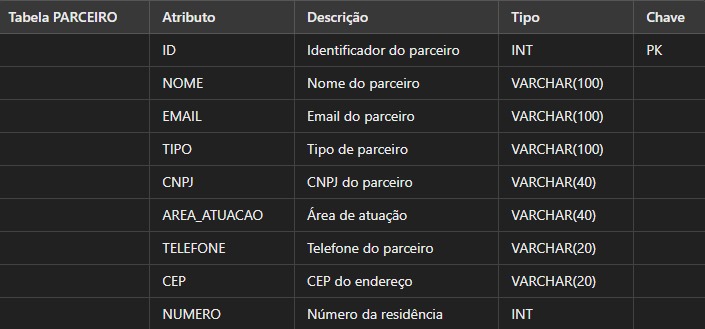 Tabela PARCEIRO Atributo Descrição Tipo Chave
ID Identificador do parceiro INT PK
NOME Nome do parceiro VARCHAR(100)
EMAIL Email do parceiro VARCHAR(100)
TIPO Tipo de parceiro VARCHAR(100)
CNPJ CNPJ do parceiro VARCHAR(40)
AREA_ATUACAO Área de atuação VARCHAR(40)
TELEFONE Telefone do parceiro VARCHAR(20)
CEP CEP do endereço VARCHAR(20)
NUMERO Número da residência INT